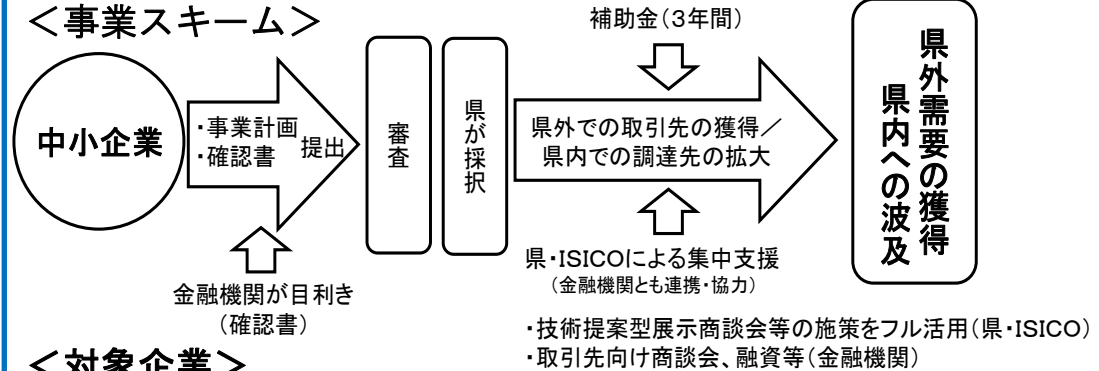 ＜事業スキーム＞
中小企業
・事業計画
・確認書
提出
金融機関が目利き
（確認書）
審査
県が採択
補助金（３年間）
県外での取引先の獲得／
県内での調達先の拡大
県・ISICOによる集中支援
（金融機関とも連携・協力）
・技術提案型展示商談会等の施策をフル活用（県・ISICO）
・取引先向け商談会、融資等（金融機関）
県外需要の獲得
県内への波及
＜対象企業＞